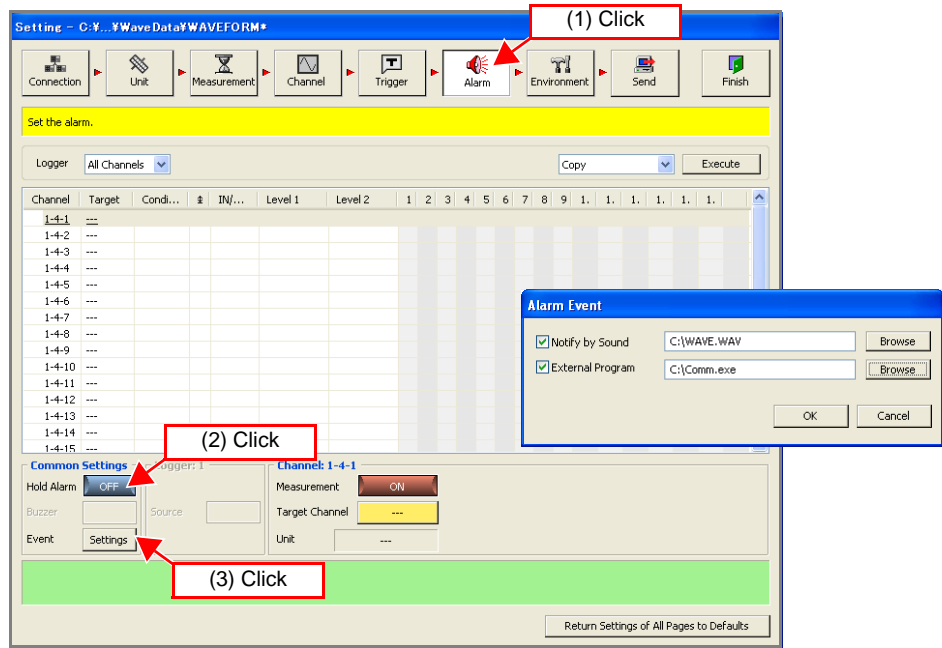 (1) Click
Setting - C:¥...¥WaveData¥WAVEFORM*
Connection Unit Measurement Channel Trigger Alarm Environment Send Finish
Set the alarm.
Logger All Channels Copy Execute
Channel Target Condi... IN/... Level 1 Level 2 1 2 3 4 5 6 7 8 9 1. 1. 1. 1. 1. 1.
1-4-1 ---
1-4-2 ---
1-4-3 ---
1-4-4 ---
1-4-5 ---
1-4-6 ---
1-4-7 ---
1-4-8 ---
1-4-9 ---
1-4-10 ---
1-4-11 ---
1-4-12 ---
1-4-13 ---
1-4-14 ---
1-4-15 ---
Alarm Event
Notify by Sound C:\WAVE.WAV Browse
External Program C:\Comm.exe Browse
OK Cancel
(2) Click
Common Settings Logger: 1 Channel: 1-4-1
Hold Alarm OFF Measurement ON
Buzzer Source Target Channel ---
Event Settings Unit ---
(3) Click
Return Settings of All Pages to Defaults